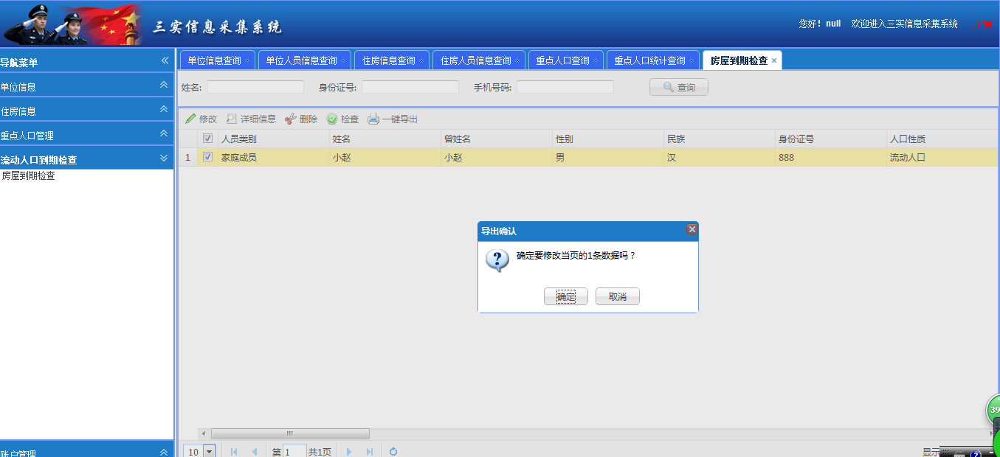 三实信息采集系统
您好！null 欢迎进入三实信息采集系统
导航菜单
单位信息
住房信息
重点人口管理
流动人口到期检查
房屋到期检查
账户管理
单位信息查询 单位人员信息查询 住房信息查询 住房人员信息查询 重点人口查询 重点人口统计查询 房屋到期检查
姓名: 身份证号: 手机号码: 查询
修改 详细信息 删除 检查 一键导出
人员类别 姓名 曾姓名 性别 民族 身份证号 人口性质
1 家庭成员 小赵 小赵 男 汉 888 流动人口
导出确认
确定要修改当页的1条数据吗？
确定 取消
10 第 1 共1页 显示
39